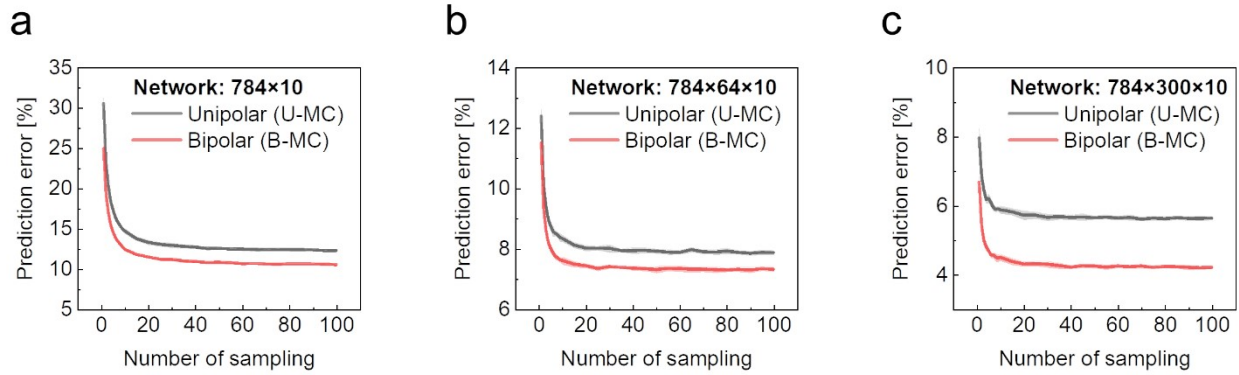 a
Prediction error [%]
35
30
25
20
15
10
5
Network: 784×10
Unipolar (U-MC)
Bipolar (B-MC)
0 20 40 60 80 100
Number of sampling
b
Prediction error [%]
14
12
10
8
6
Network: 784×64×10
Unipolar (U-MC)
Bipolar (B-MC)
0 20 40 60 80 100
Number of sampling
c
Prediction error [%]
10
8
6
4
Network: 784×300×10
Unipolar (U-MC)
Bipolar (B-MC)
0 20 40 60 80 100
Number of sampling